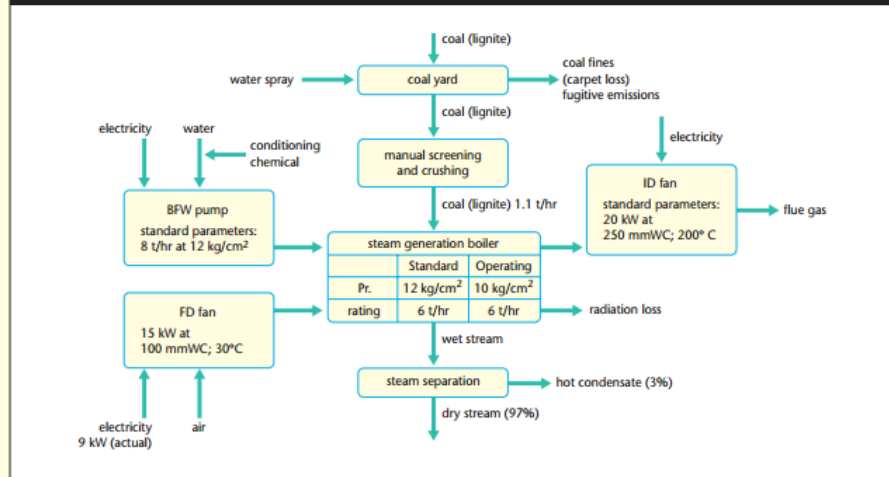 coal (lignite)
water spray
coal yard
coal fines
(carpet loss)
fugitive emissions
coal (lignite)
electricity
water
conditioning
chemical
manual screening
and crushing
electricity
BFW pump
standard parameters:
8 t/hr at 12 kg/cm²
coal (lignite) 1.1 t/hr
ID fan
standard parameters:
20 kW at
250 mmWC; 200° C
flue gas
steam generation boiler
Standard Operating
Pr. 12 kg/cm² 10 kg/cm²
rating 6 t/hr 6 t/hr
FD fan
15 kW at
100 mmWC; 30°C
radiation loss
wet stream
steam separation
hot condensate (3%)
dry stream (97%)
electricity
9 kW (actual)
air